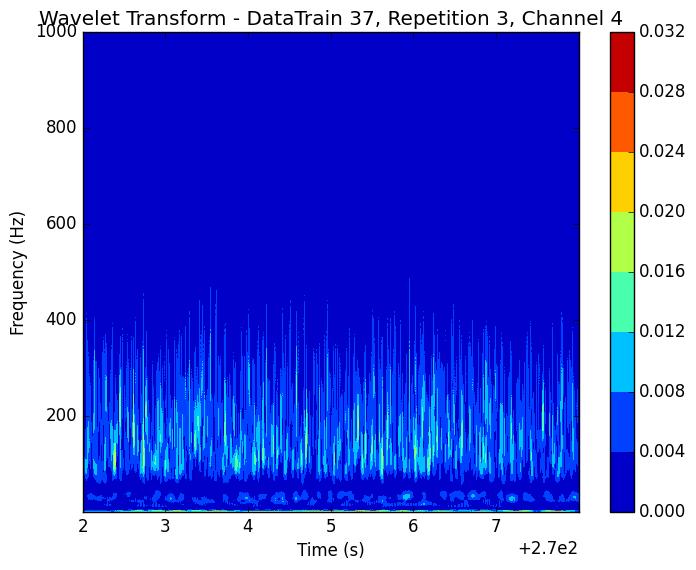 Wavelet Transform - DataTrain 37, Repetition 3, Channel 4
1000
800
600
400
200
Frequency (Hz)
2 3 4 5 6 7
Time (s)
+2.7e2
0.032
0.028
0.024
0.020
0.016
0.012
0.008
0.004
0.000